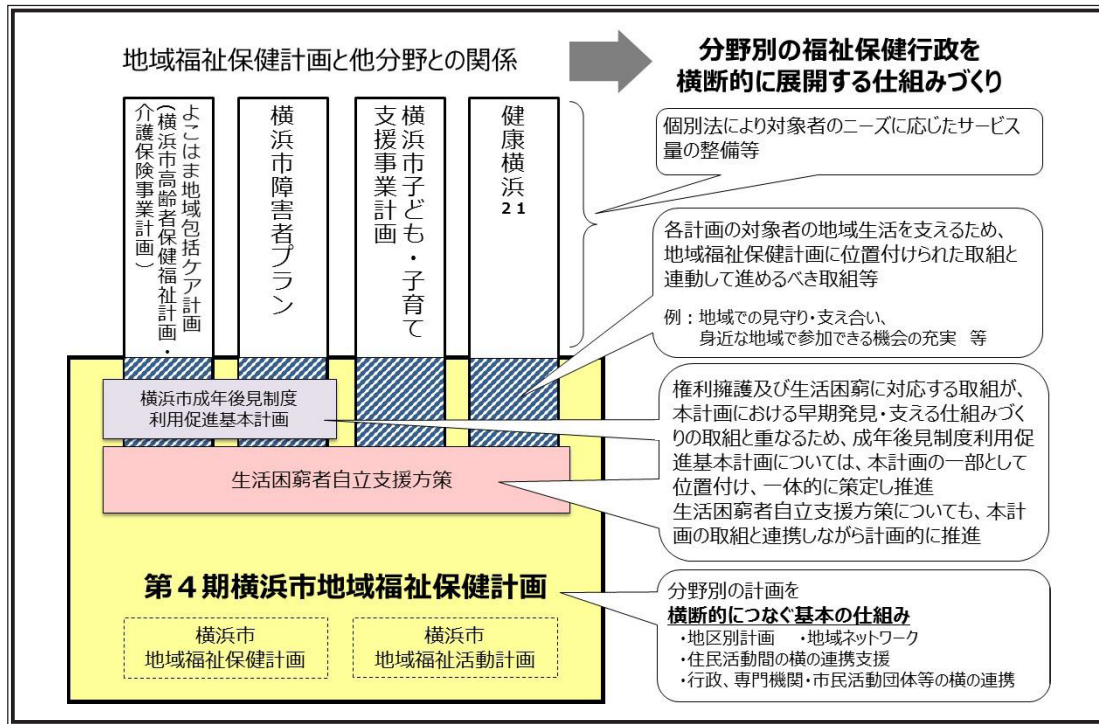 地域福祉保健計画と他分野との関係
分野別の福祉保健行政を
横断的に展開する仕組みづくり
よこはま地域包括ケア計画
(横浜市高齢者保健福祉計画・
介護保険事業計画)
横浜市障害者プラン
横浜市子ども・子育て
支援事業計画
健康横浜21
個別法により対象者のニーズに応じたサービス
量の整備等
各計画の対象者の地域生活を支えるため、
地域福祉保健計画に位置付けられた取組と
連動して進めるべき取組等
例:地域での見守り・支え合い、
身近な地域で参加できる機会の充実 等
横浜市成年後見制度
利用促進基本計画
生活困窮者自立支援方策
権利擁護及び生活困窮に対応する取組が、
本計画における早期発見・支える仕組みづく
りの取組と重なるため、成年後見制度利用促
進基本計画については、本計画の一部として
位置付け、一体的に策定し推進
生活困窮者自立支援方策についても、本計
画の取組と連携しながら計画的に推進
第4期横浜市地域福祉保健計画
横浜市
地域福祉保健計画
横浜市
地域福祉活動計画
分野別の計画を
横断的につなぐ基本の仕組み
・地区別計画 ・地域ネットワーク
・住民活動間の横の連携支援
・行政、専門機関・市民活動団体等の横の連携